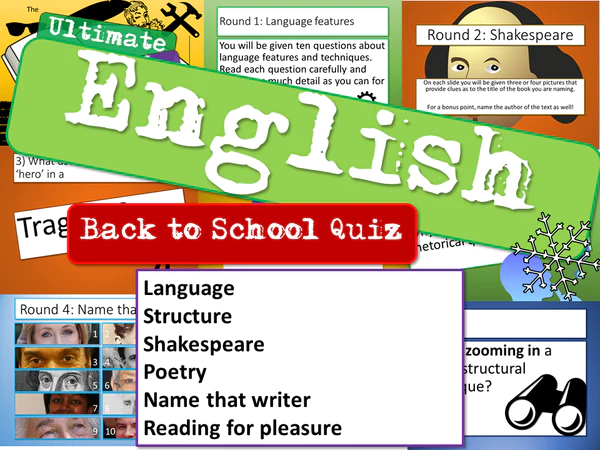 The
Ultimate
English
Back to School Quiz
Round 1: Language features
You will be given ten questions about
language features and techniques.
Read each question carefully and
much detail as you can for
Round 2: Shakespeare
On each slide you will be given three or four pictures that
provide clues as to the title of the book you are naming.
For a bonus point, name the author of the text as well!
3) What
‘hero’ in a
Language
Structure
Shakespeare
Poetry
Name that writer
Reading for pleasure
Round 4: Name tha
1
2
3
4
5
6
7
8
9
10
zooming in a
structural
que?